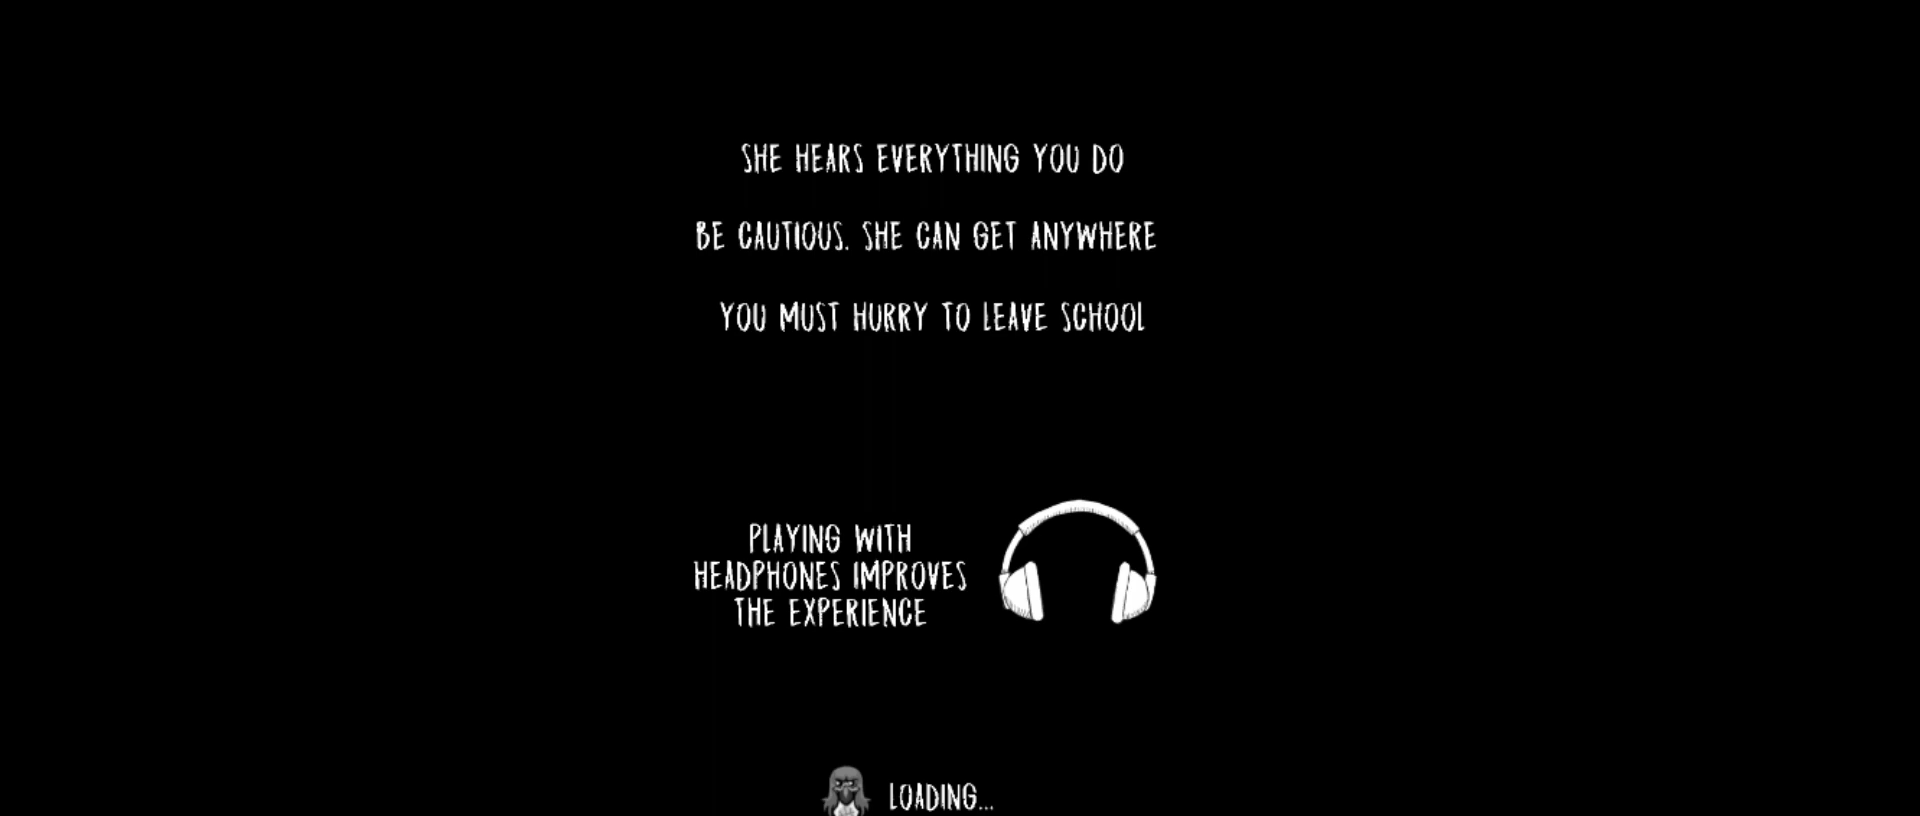 SHE HEARS EVERYTHING YOU DO
BE CAUTIOUS. SHE CAN GET ANYWHERE
YOU MUST HURRY TO LEAVE SCHOOL
PLAYING WITH
HEADPHONES IMPROVES
THE EXPERIENCE
LOADING...